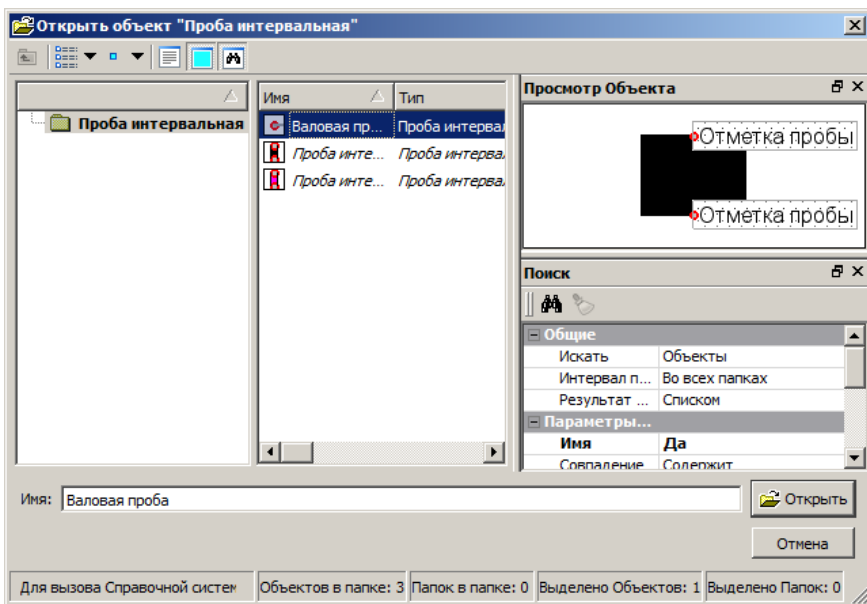 Открыть объект "Проба интервальная"
Имя Тип
Проба интервальная
Валовая пр... Проба интервал
Проба инте... Проба интервал
Проба инте... Проба интервал
Просмотр Объекта
Отметка пробы
Отметка пробы
Поиск
Общие
Искать Объекты
Интервал п... Во всех папках
Результат ... Списком
Параметры...
Имя Да
Совпадение Содержит
Имя: Валовая проба
Открыть
Отмена
Для вызова Справочной систем Объектов в папке: 3 Папок в папке: 0 Выделено Объектов: 1 Выделено Папок: 0